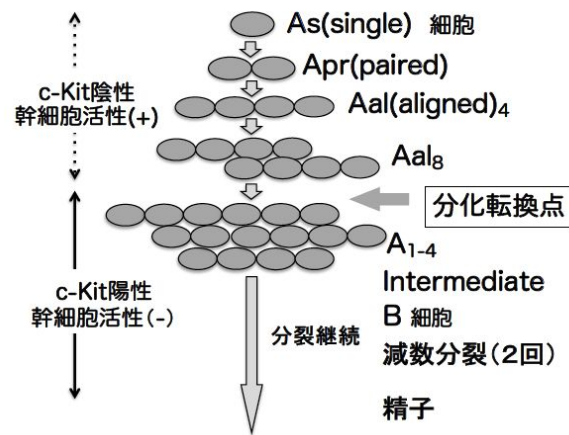 As(single) 細胞
Apr(paired)
c-Kit陰性
幹細胞活性(+)
Aal(aligned)4
Aal8
分化転換点
A1-4
c-Kit陽性
幹細胞活性(-)
Intermediate
B 細胞
分裂継続
減数分裂(2回)
精子